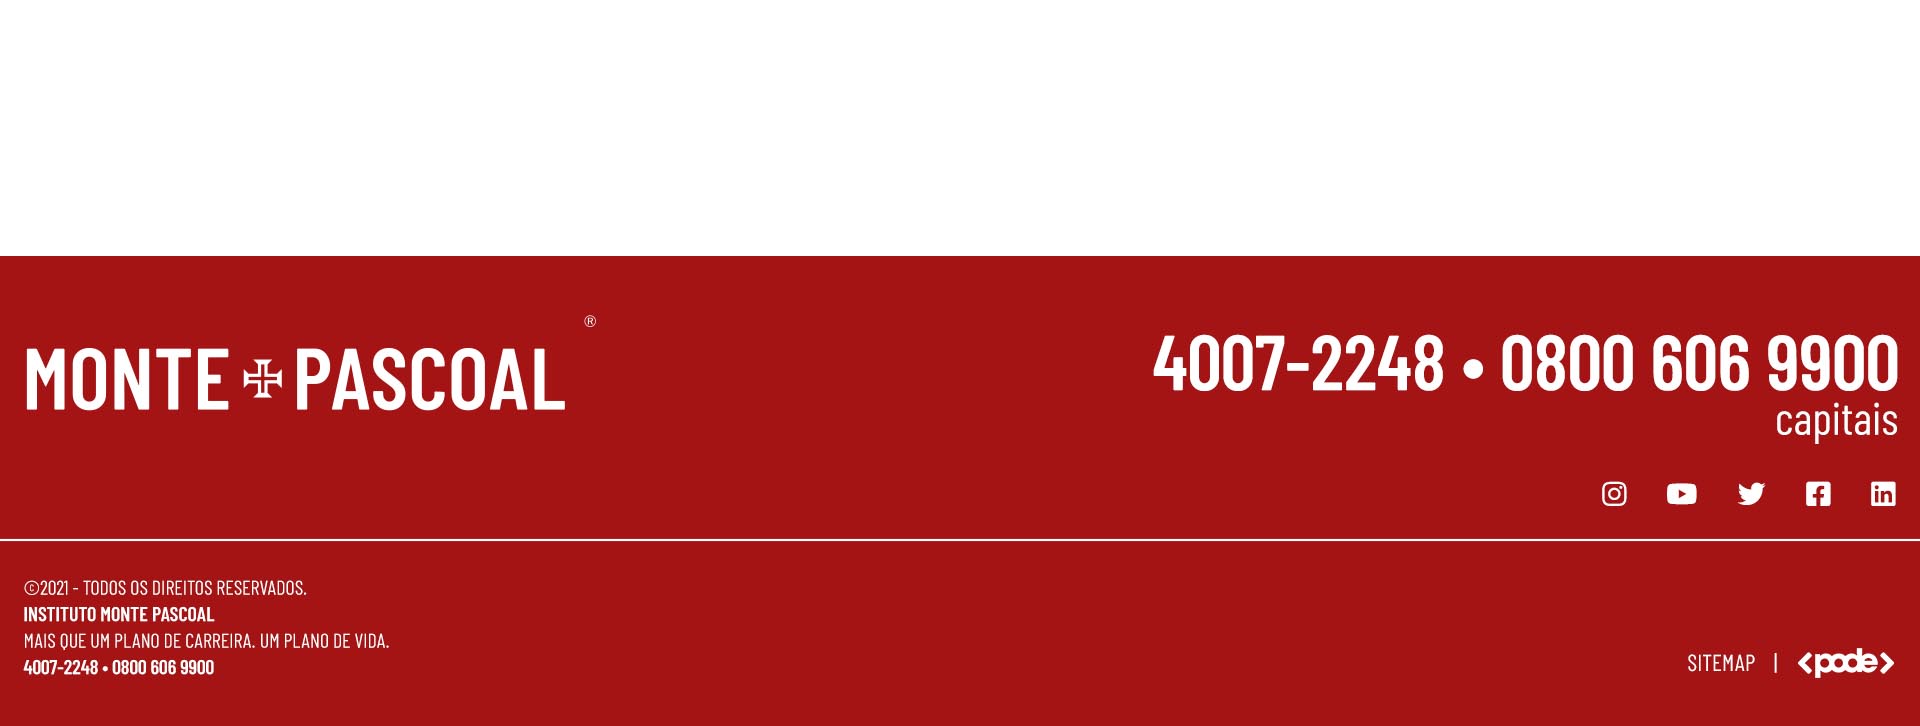 MONTE PASCOAL ®
4007-2248 • 0800 606 9900
capitais
©2021 - TODOS OS DIREITOS RESERVADOS.
INSTITUTO MONTE PASCOAL
MAIS QUE UM PLANO DE CARREIRA. UM PLANO DE VIDA.
4007-2248 • 0800 606 9900
SITEMAP | <pode>